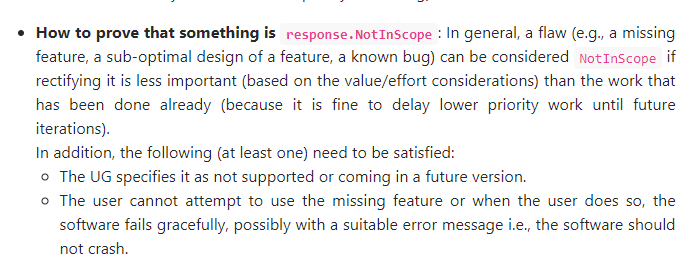 How to prove that something is response.NotInScope : In general, a flaw (e.g., a missing
feature, a sub-optimal design of a feature, a known bug) can be considered NotInScope if
rectifying it is less important (based on the value/effort considerations) than the work that
has been done already (because it is fine to delay lower priority work until future
iterations).
In addition, the following (at least one) need to be satisfied:
The UG specifies it as not supported or coming in a future version.
The user cannot attempt to use the missing feature or when the user does so, the
software fails gracefully, possibly with a suitable error message i.e., the software should
not crash.